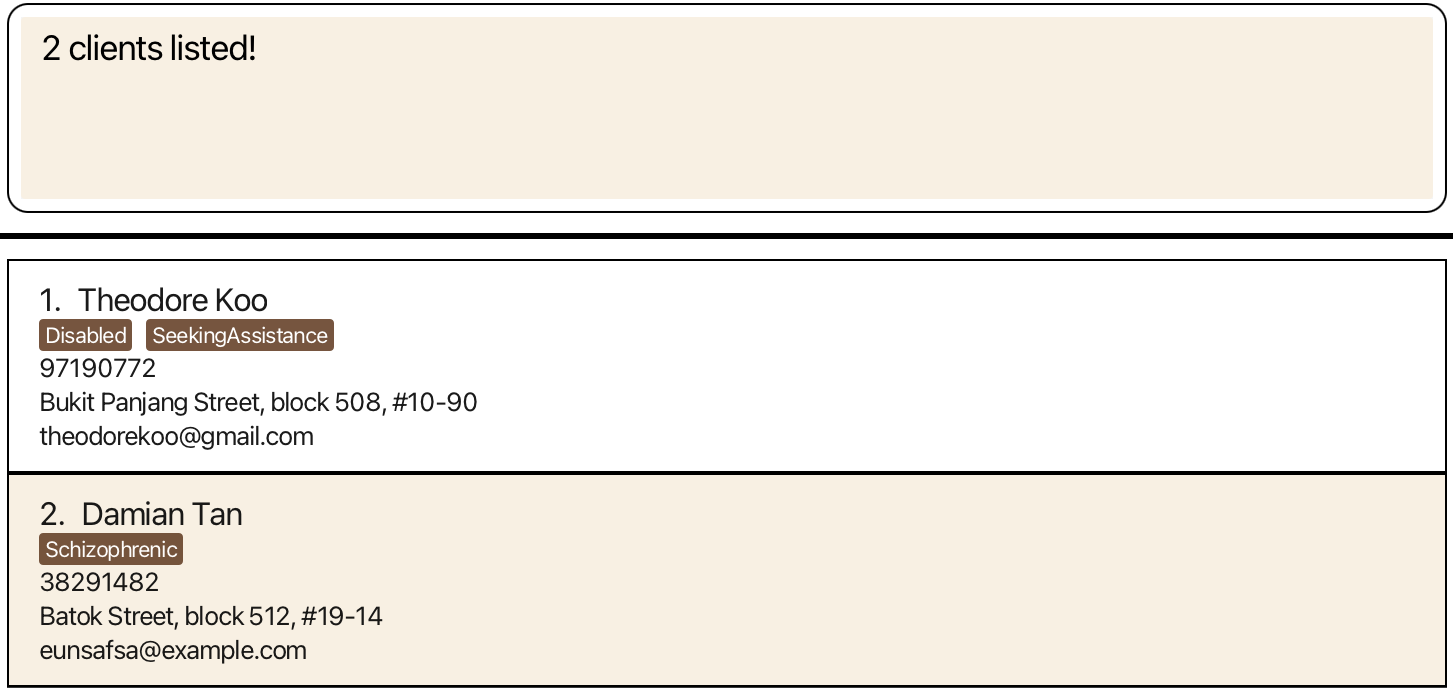 2 clients listed!
1. Theodore Koo
Disabled SeekingAssistance
97190772
Bukit Panjang Street, block 508, #10-90
theodorekoo@gmail.com
2. Damian Tan
Schizophrenic
38291482
Batok Street, block 512, #19-14
eunsafsa@example.com